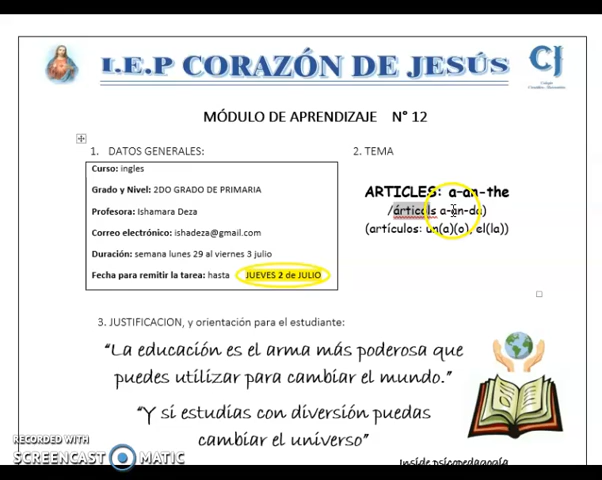 I.E.P CORAZÓN DE JESÚS
CJ
MÓDULO DE APRENDIZAJE N° 12
1. DATOS GENERALES:
Curso: ingles
Grado y Nivel: 2DO GRADO DE PRIMARIA
Profesora: Ishamara Deza
Correo electrónico: ishadeza@gmail.com
Duración: semana lunes 29 al viernes 3 julio
Fecha para remitir la tarea: hasta JUEVES 2 de JULIO
2. TEMA
ARTICLES: a-an-the
/árticols a-an-da)
(artículos: un(a)(o), el(la))
3. JUSTIFICACION, y orientación para el estudiante:
"La educación es el arma más poderosa que
puedes utilizar para cambiar el mundo."
"Y si estudias con diversión puedas
cambiar el universo"
Inside psicopedagogía
RECORDED WITH
SCREENCAST MATIC